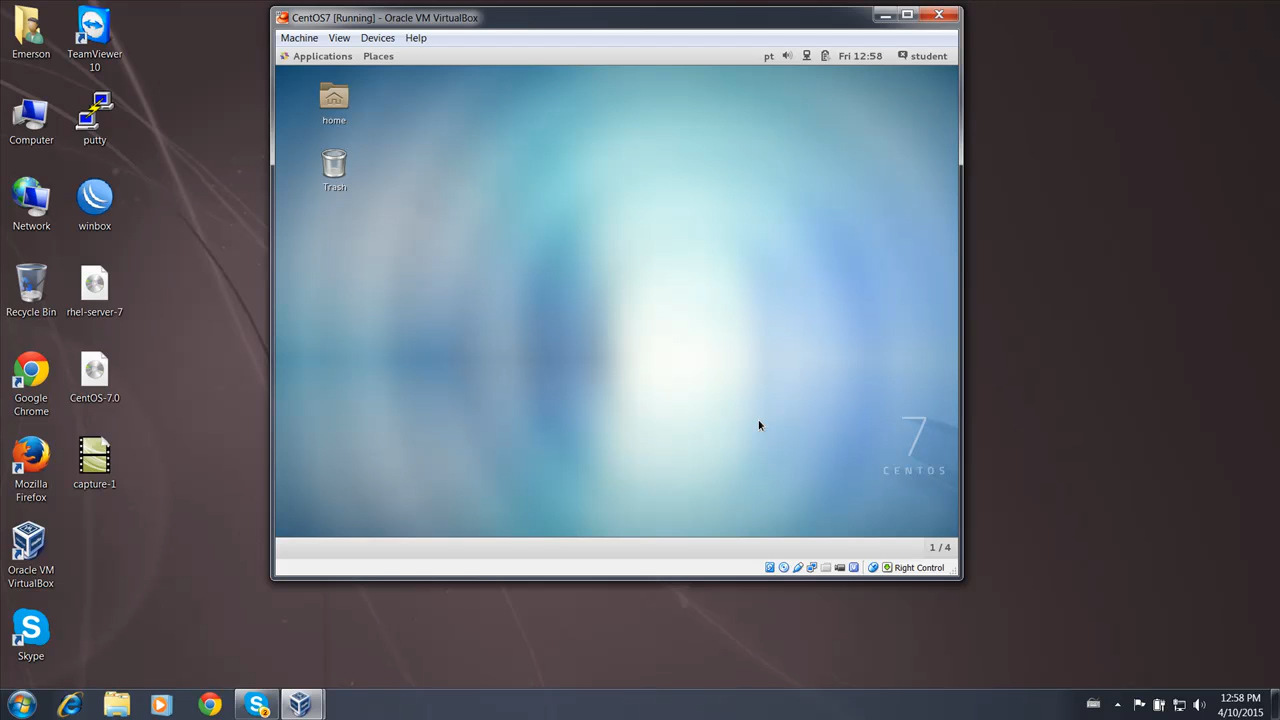 CentOS7 [Running] - Oracle VM VirtualBox
Machine View Devices Help
Applications Places
pt
Fri 12:58
student
home
Trash
7
CENTOS
1 / 4
Right Control
Emerson
TeamViewer
10
Computer
putty
Network
winbox
Recycle Bin
rhel-server-7
Google
Chrome
CentOS-7.0
Mozilla
Firefox
capture-1
Oracle VM
VirtualBox
Skype
2
12:58 PM
4/10/2015